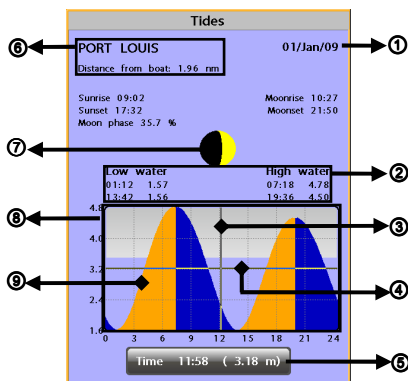 Tides
⑥ PORT LOUIS 01/Jan/09 ①
Distance from boat: 1.96 nm
Sunrise 09:02 Moonrise 10:27
Sunset 17:32 Moonset 21:50
Moon phase 35.7 %
⑦
Low water High water ②
01:12 1.57 07:18 4.78
13:42 1.56 19:36 4.50
⑧ 4.8
③
4.0
⑨ 3.2
④
2.4
1.6
0 3 6 9 12 15 18 21 24
Time 11:58 ( 3.18 m) ⑤